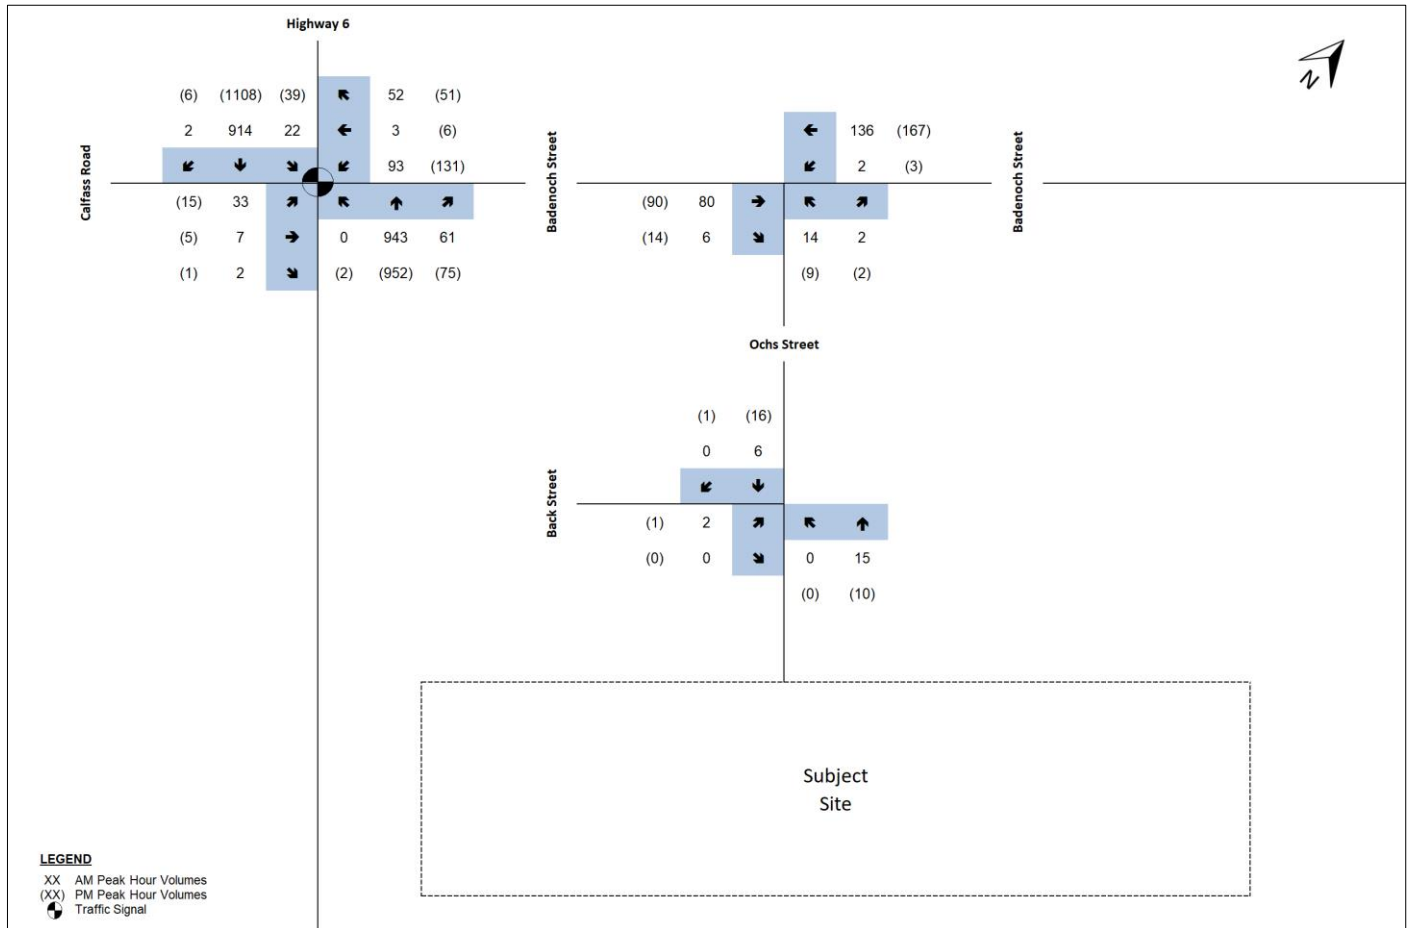 Highway 6
(6) (1108) (39) 52 (51)
2 914 22 3 (6)
93 (131)
Calfass Road
(15) 33
(5) 7 0 943 61
(1) 2 (2) (952) (75)
Badenoch Street
136 (167)
2 (3)
(90) 80
(14) 6 14 2
(9) (2)
Badenoch Street
Ochs Street
(1) (16)
0 6
Back Street
(1) 2
(0) 0 0 15
(0) (10)
N
Subject
Site
LEGEND
XX AM Peak Hour Volumes
(XX) PM Peak Hour Volumes
Traffic Signal